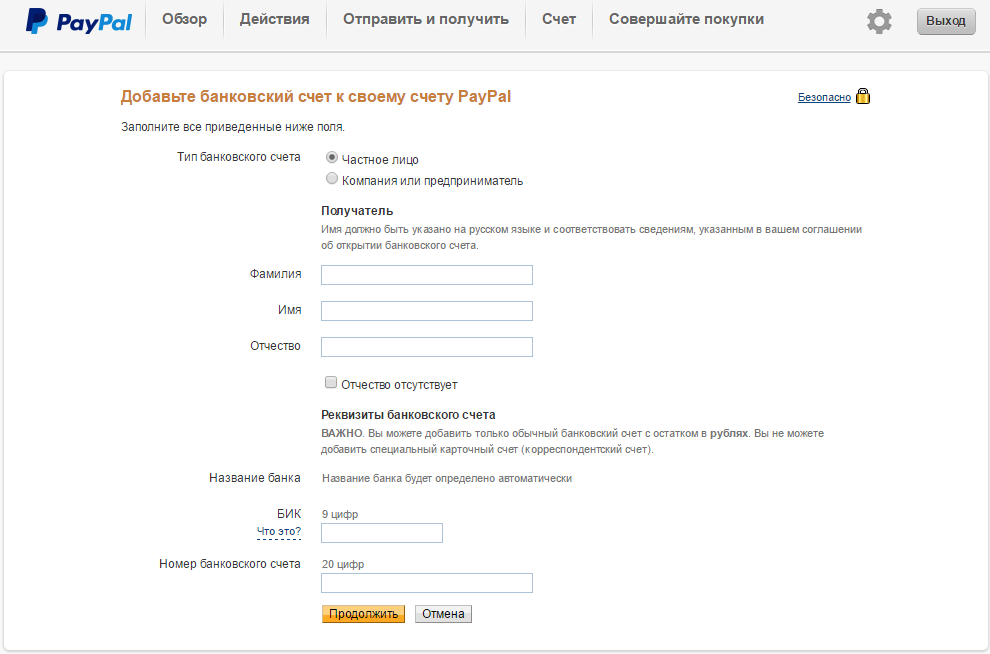 PayPal Обзор Действия Отправить и получить Счет Совершайте покупки Выход
Добавьте банковский счет к своему счету PayPal
Безопасно
Заполните все приведенные ниже поля.
Тип банковского счета Частное лицо
Компания или предприниматель
Получатель
Имя должно быть указано на русском языке и соответствовать сведениям, указанным в вашем соглашении
об открытии банковского счета.
Фамилия
Имя
Отчество
Отчество отсутствует
Реквизиты банковского счета
ВАЖНО. Вы можете добавить только обычный банковский счет с остатком в рублях. Вы не можете
добавить специальный карточный счет (корреспондентский счет).
Название банка Название банка будет определено автоматически
БИК 9 цифр
Что это?
Номер банковского счета 20 цифр
Продолжить Отмена